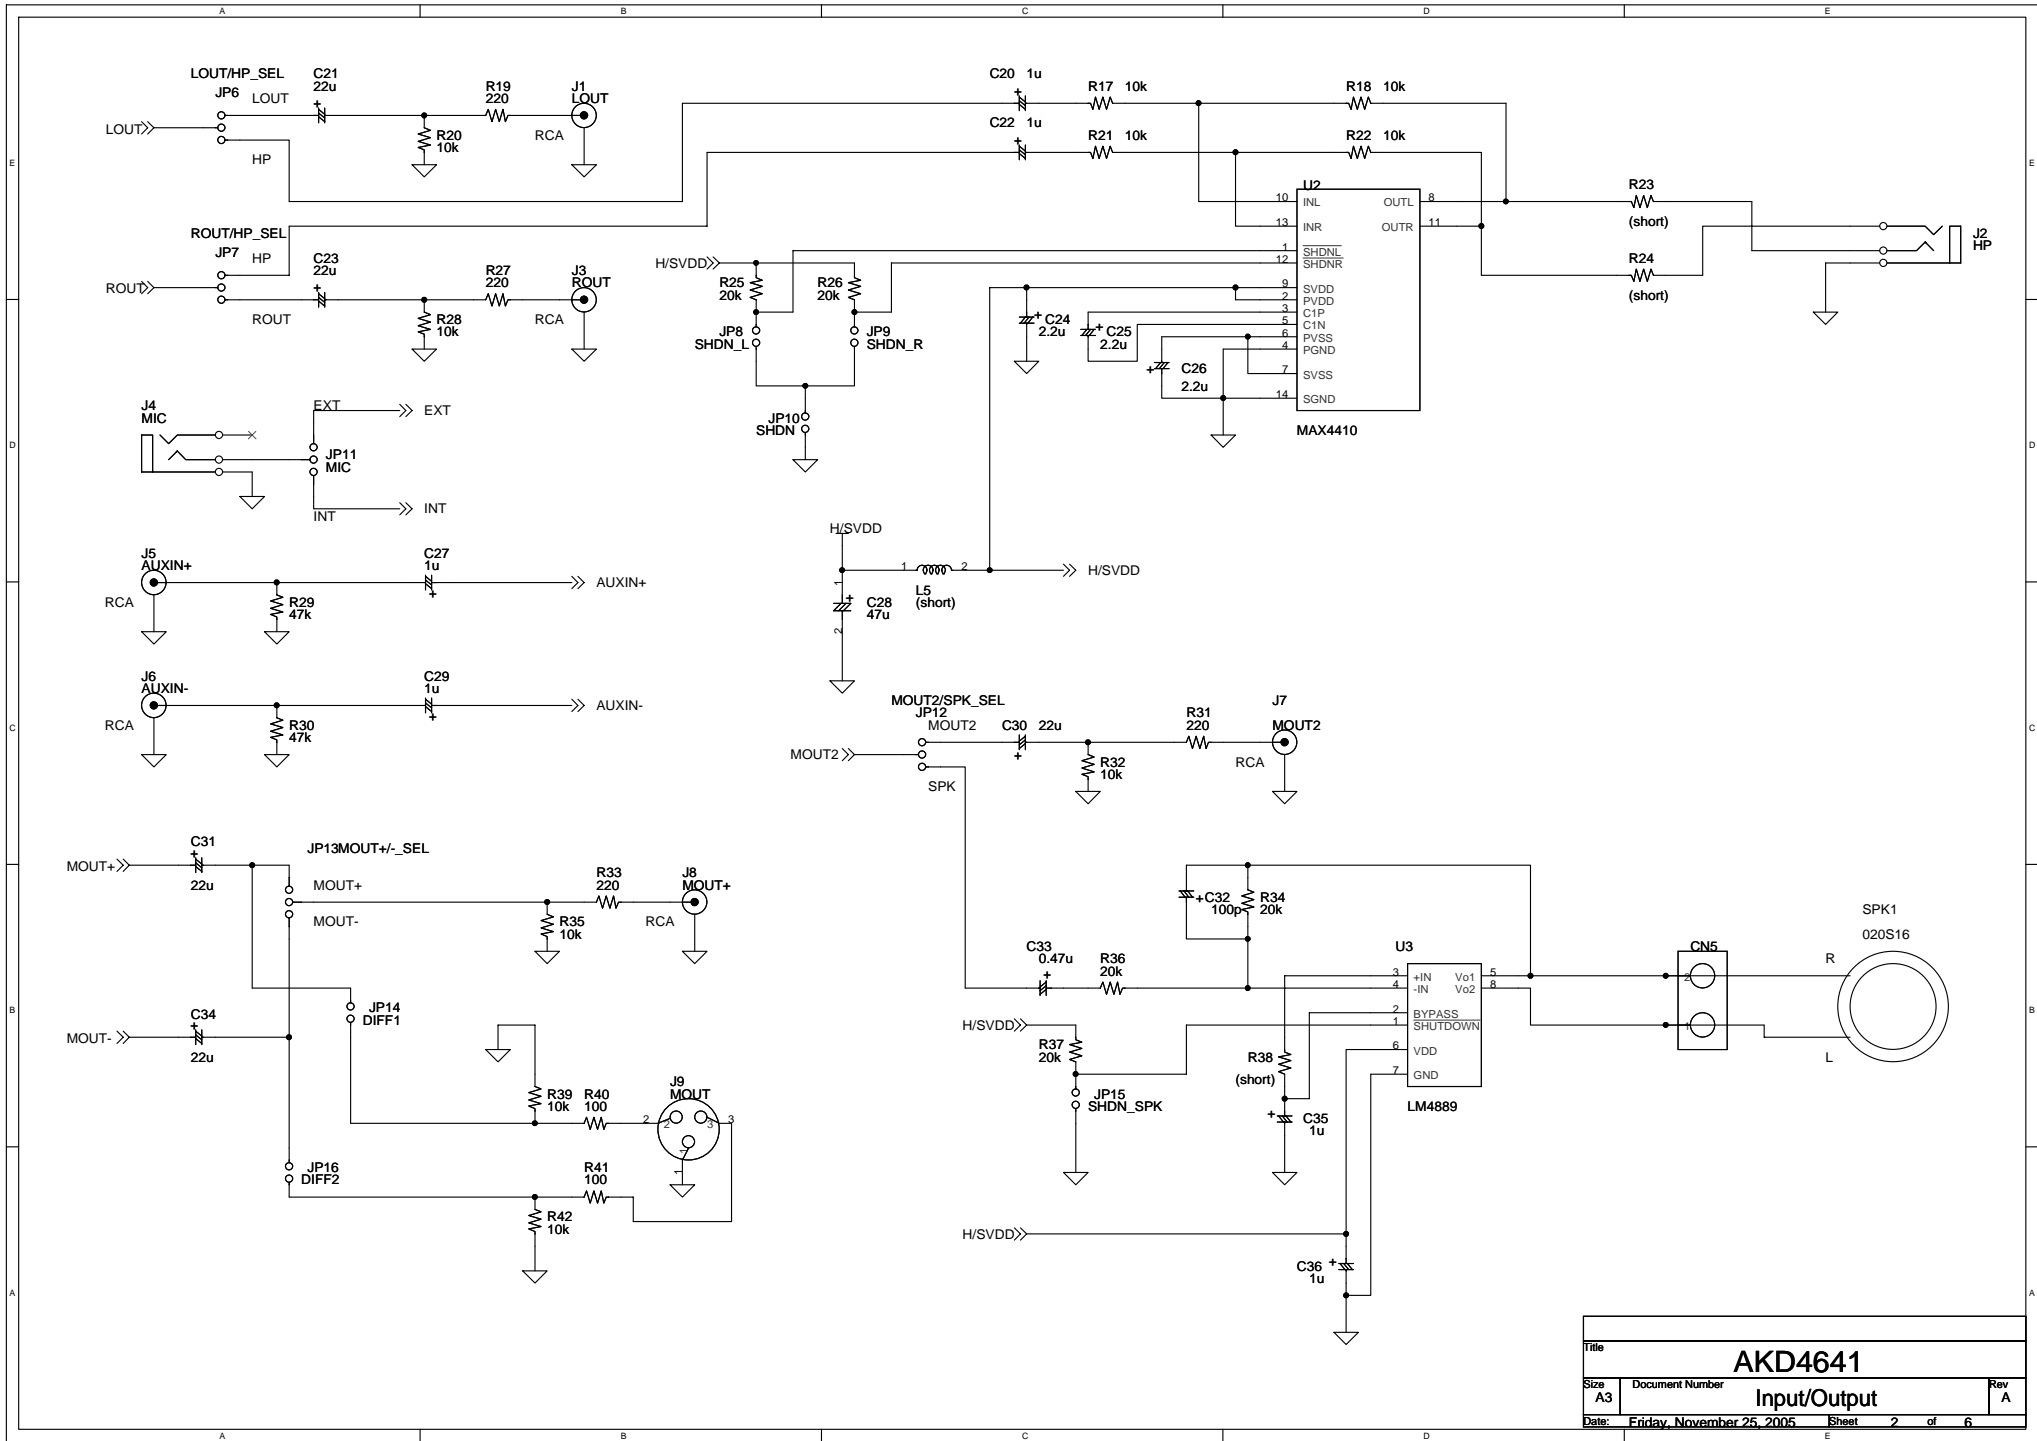 A B C D E
LOUT/HP_SEL
JP6
LOUT
HP
LOUT
C21
22u
R19
220
J1
LOUT
R20
10k
RCA
C20 1u
R17 10k
R18 10k
C22 1u
R21 10k
R22 10k
E
E
ROUT/HP_SEL
JP7
HP
ROUT
ROUT
C23
22u
R27
220
J3
ROUT
R28
10k
RCA
H/SVDD
R25
20k
R26
20k
JP8
SHDN_L
JP9
SHDN_R
JP10
SHDN
U2
10 INL
13 INR
1 SHDNL
12 SHDNR
9 SVDD
2 PVDD
3 C1P
5 C1N
6 PVSS
4 PGND
7 SVSS
14 SGND
OUTL 8
OUTR 11
MAX4410
C24
2.2u
C25
2.2u
C26
2.2u
R23
(short)
R24
(short)
J2
HP
J4
MIC
EXT
EXT
JP11
MIC
INT
INT
D
D
J5
AUXIN+
RCA
R29
47k
C27
1u
AUXIN+
H/SVDD
1 L5 2
(short)
H/SVDD
1
C28
47u
2
J6
AUXIN-
RCA
R30
47k
C29
1u
AUXIN-
C
C
MOUT2/SPK_SEL
JP12
MOUT2
MOUT2
SPK
C30 22u
R31
220
J7
MOUT2
R32
10k
RCA
MOUT+
C31
22u
JP13MOUT+/-_SEL
MOUT+
MOUT-
R33
220
J8
MOUT+
R35
10k
RCA
MOUT-
C34
22u
JP14
DIFF1
R39
10k
R40
100
J9
MOUT
2 2 3 3
1
1
JP16
DIFF2
R41
100
R42
10k
B
B
C32
100p
R34
20k
C33
0.47u
R36
20k
H/SVDD
R37
20k
JP15
SHDN_SPK
R38
(short)
C35
1u
U3
3 +IN
4 -IN
2 BYPASS
1 SHUTDOWN
6 VDD
7 GND
Vo1 5
Vo2 8
LM4889
CN5
2
1
SPK1
020S16
R
L
H/SVDD
C36
1u
A
A
Title
AKD4641
Size
A3
Document Number
Input/Output
Rev
A
Date: Friday, November 25, 2005 Sheet 2 of 6
A B C D E